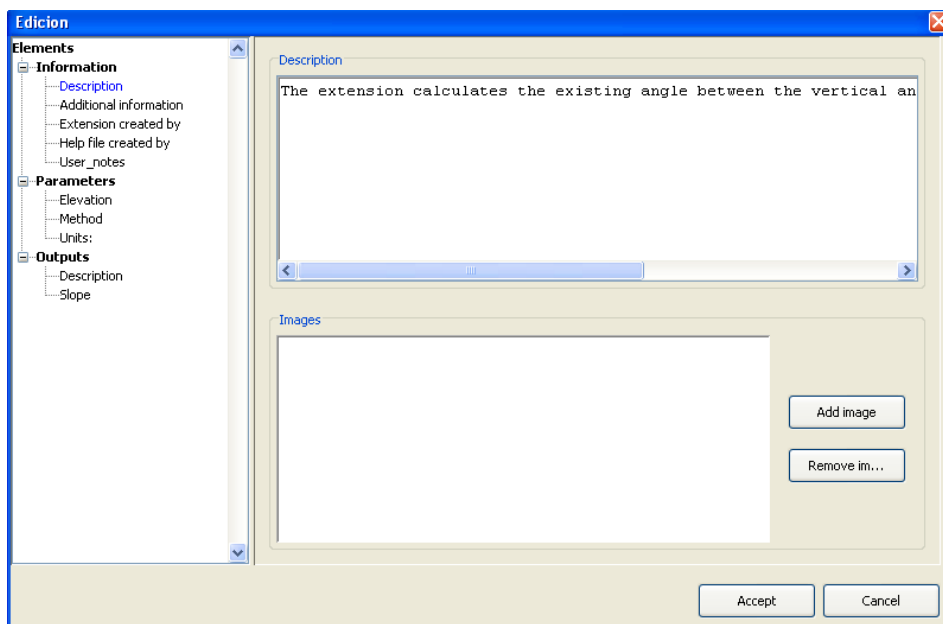 Edicion
Elements
Information
Description
Additional information
Extension created by
Help file created by
User_notes
Parameters
Elevation
Method
Units:
Outputs
Description
Slope
Description
The extension calculates the existing angle between the vertical an
Images
Add image
Remove im...
Accept
Cancel